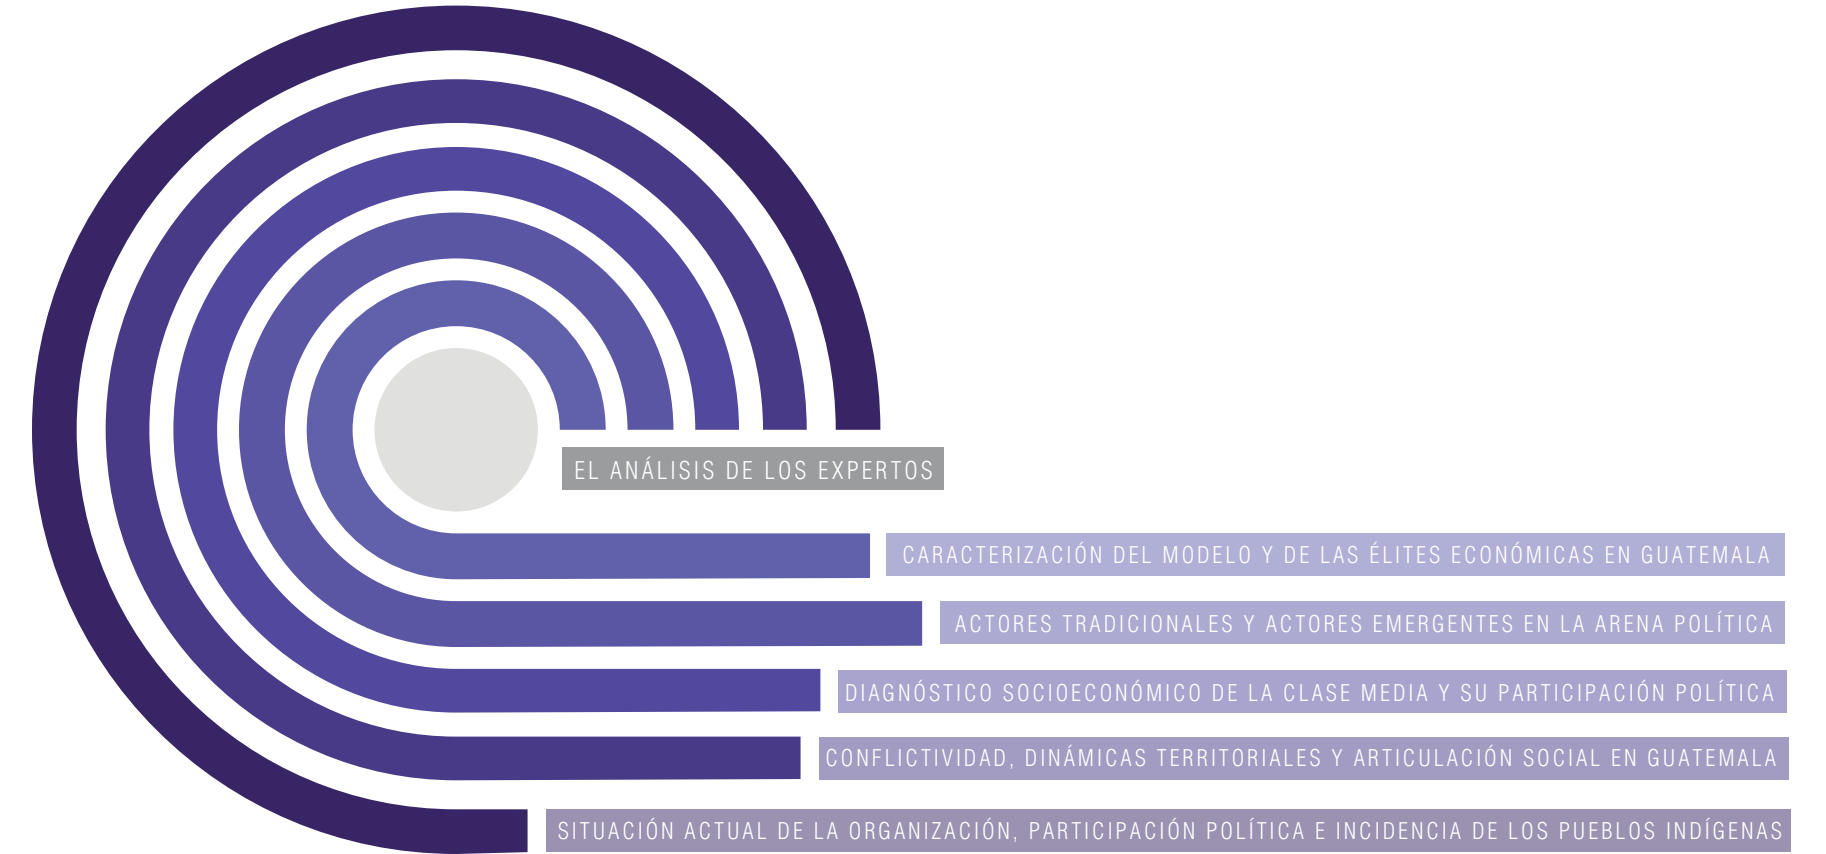 EL ANÁLISIS DE LOS EXPERTOS
CARACTERIZACIÓN DEL MODELO Y DE LAS ÉLITES ECONÓMICAS EN GUATEMALA
ACTORES TRADICIONALES Y ACTORES EMERGENTES EN LA ARENA POLÍTICA
DIAGNÓSTICO SOCIOECONÓMICO DE LA CLASE MEDIA Y SU PARTICIPACIÓN POLÍTICA
CONFLICTIVIDAD, DINÁMICAS TERRITORIALES Y ARTICULACIÓN SOCIAL EN GUATEMALA
SITUACIÓN ACTUAL DE LA ORGANIZACIÓN, PARTICIPACIÓN POLÍTICA E INCIDENCIA DE LOS PUEBLOS INDÍGENAS